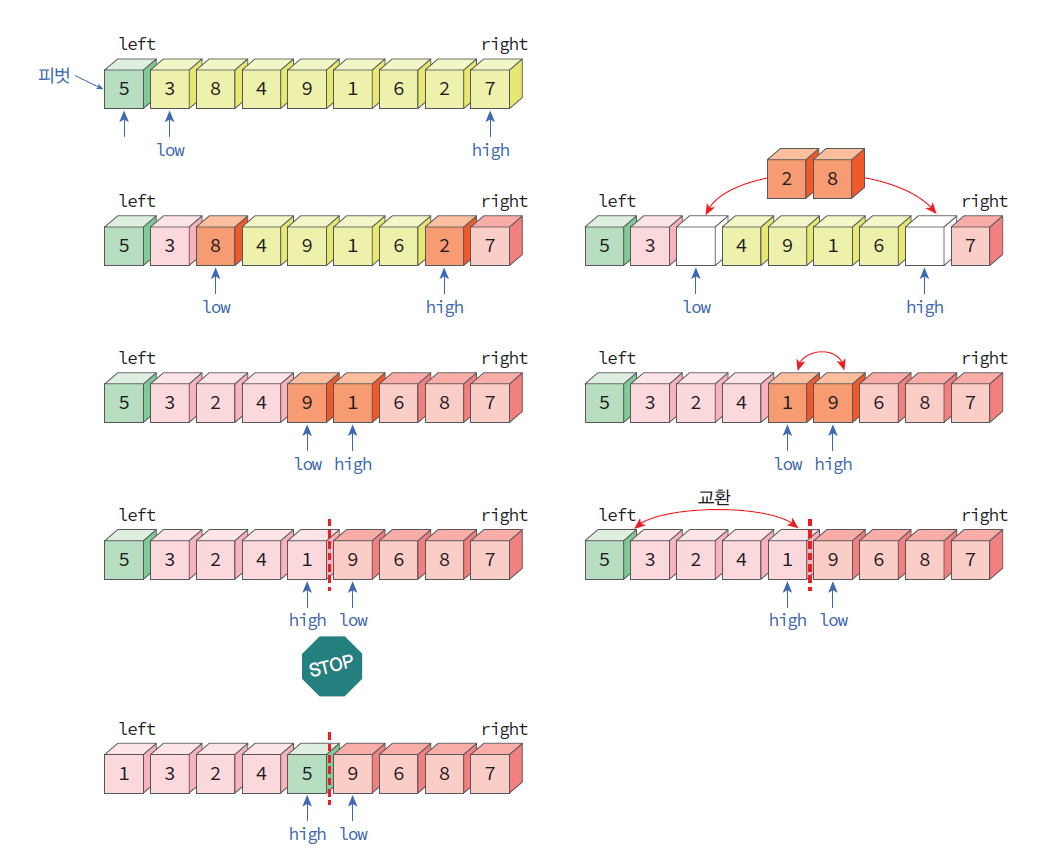 left right
피벗 5 3 8 4 9 1 6 2 7
low high
2 8
left right
5 3 8 4 9 1 6 2 7
low high
left right
5 3 4 9 1 6 7
low high
left right
5 3 2 4 9 1 6 8 7
low high
left right
5 3 2 4 1 9 6 8 7
low high
left right
5 3 2 4 1 9 6 8 7
high low
STOP
교환
left right
5 3 2 4 1 9 6 8 7
high low
left right
1 3 2 4 5 9 6 8 7
high low